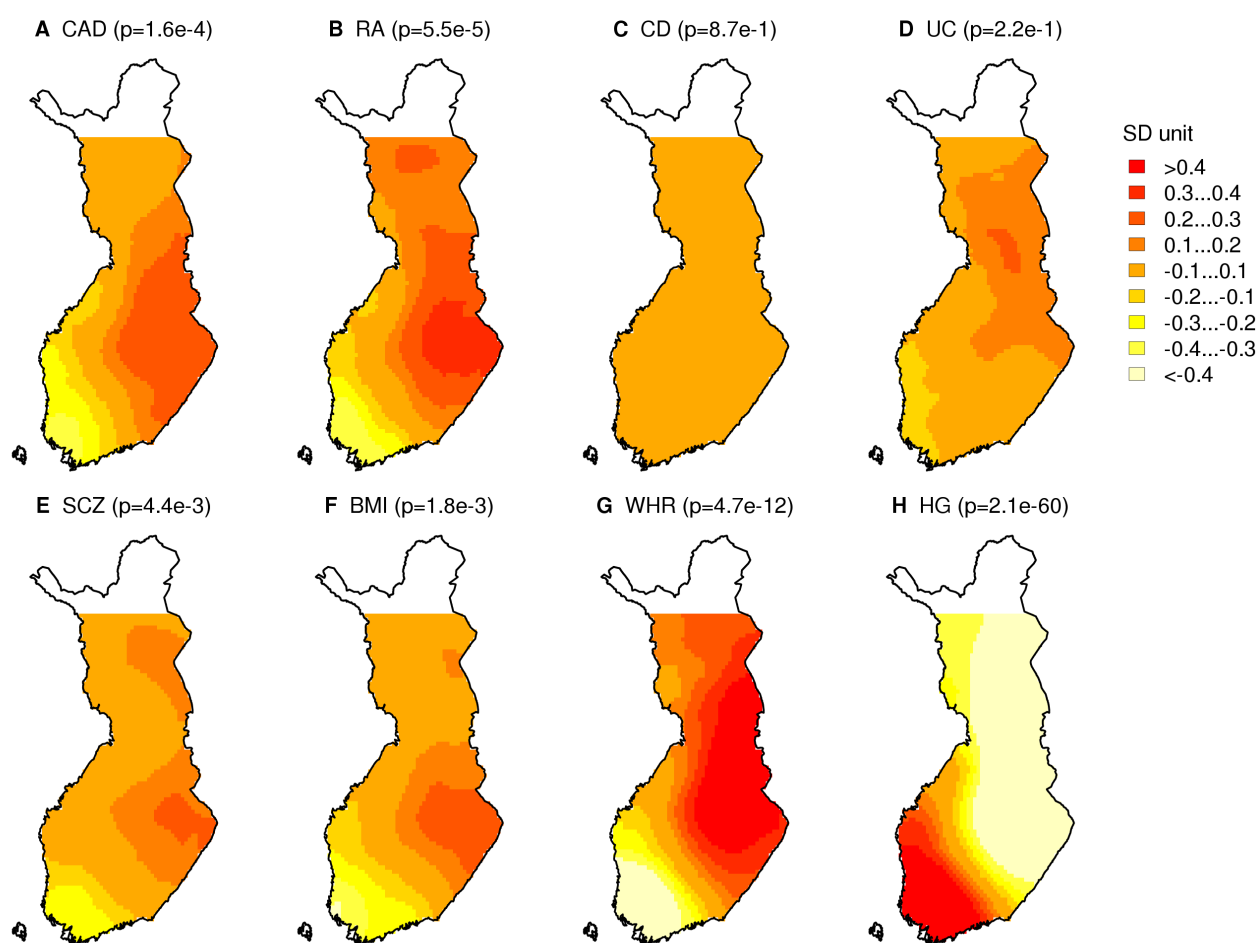 A CAD (p=1.6e-4)
B RA (p=5.5e-5)
C CD (p=8.7e-1)
D UC (p=2.2e-1)
SD unit
>0.4
0.3...0.4
0.2...0.3
0.1...0.2
-0.1...0.1
-0.2...-0.1
-0.3...-0.2
-0.4...-0.3
<-0.4
E SCZ (p=4.4e-3)
F BMI (p=1.8e-3)
G WHR (p=4.7e-12)
H HG (p=2.1e-60)